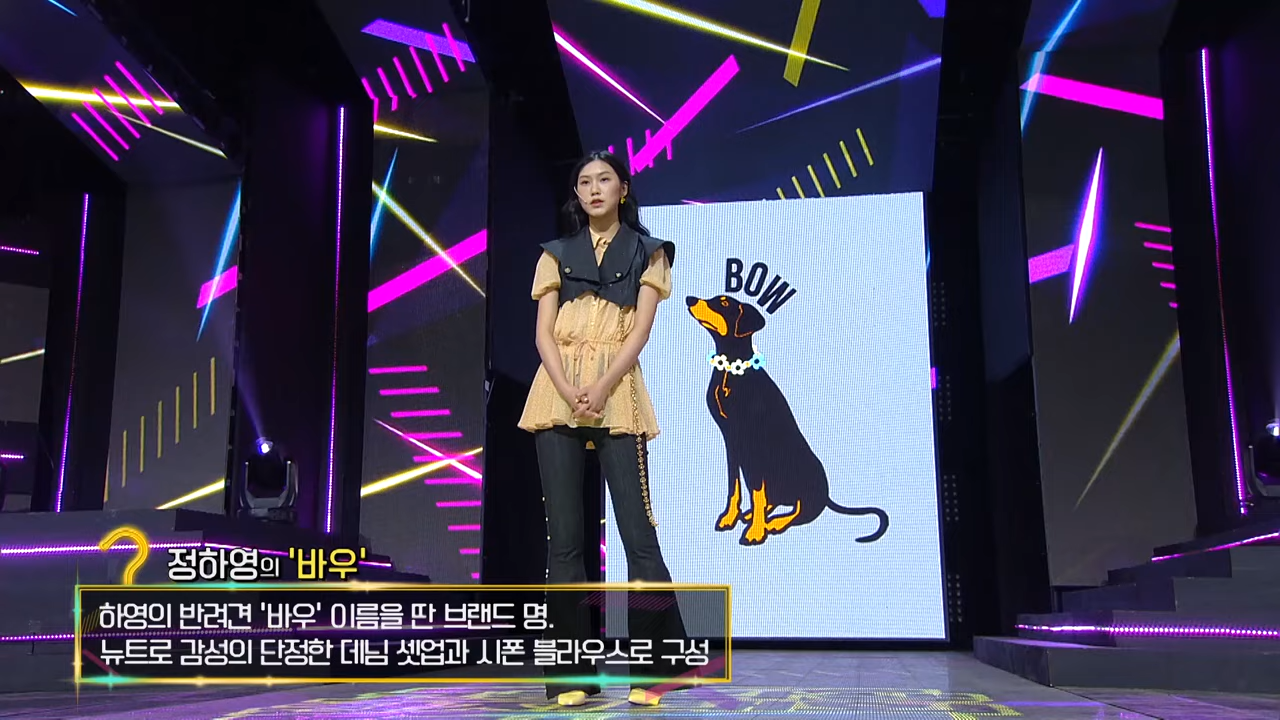 BOW
정하영의 '바우'
하영의 반려견 '바우' 이름을 딴 브랜드 명.
뉴트로 감성의 단정한 데님 셋업과 시폰 블라우스로 구성